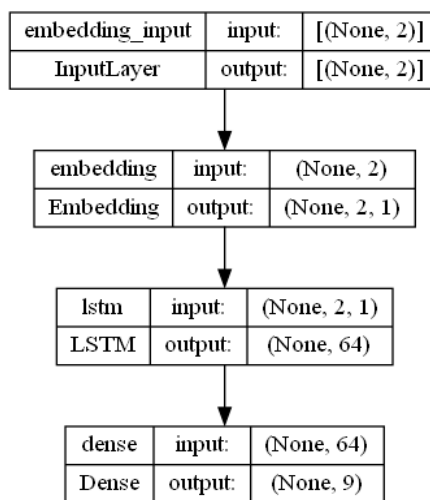 embedding_input input: [(None, 2)]
InputLayer output: [(None, 2)]
embedding input: (None, 2)
Embedding output: (None, 2, 1)
lstm input: (None, 2, 1)
LSTM output: (None, 64)
dense input: (None, 64)
Dense output: (None, 9)